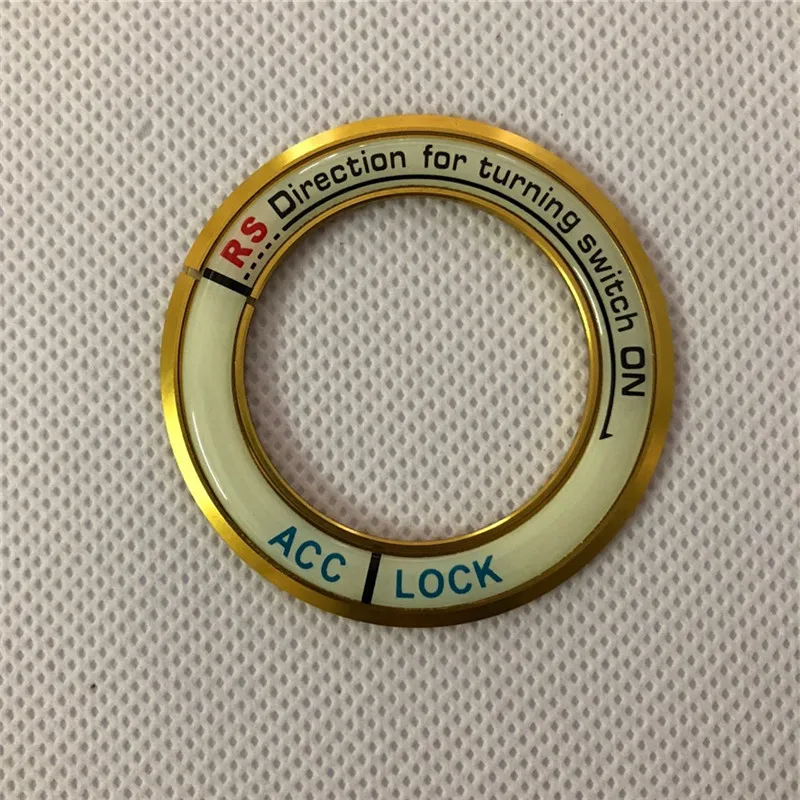 RS Direction for turning switch ON
ACC LOCK